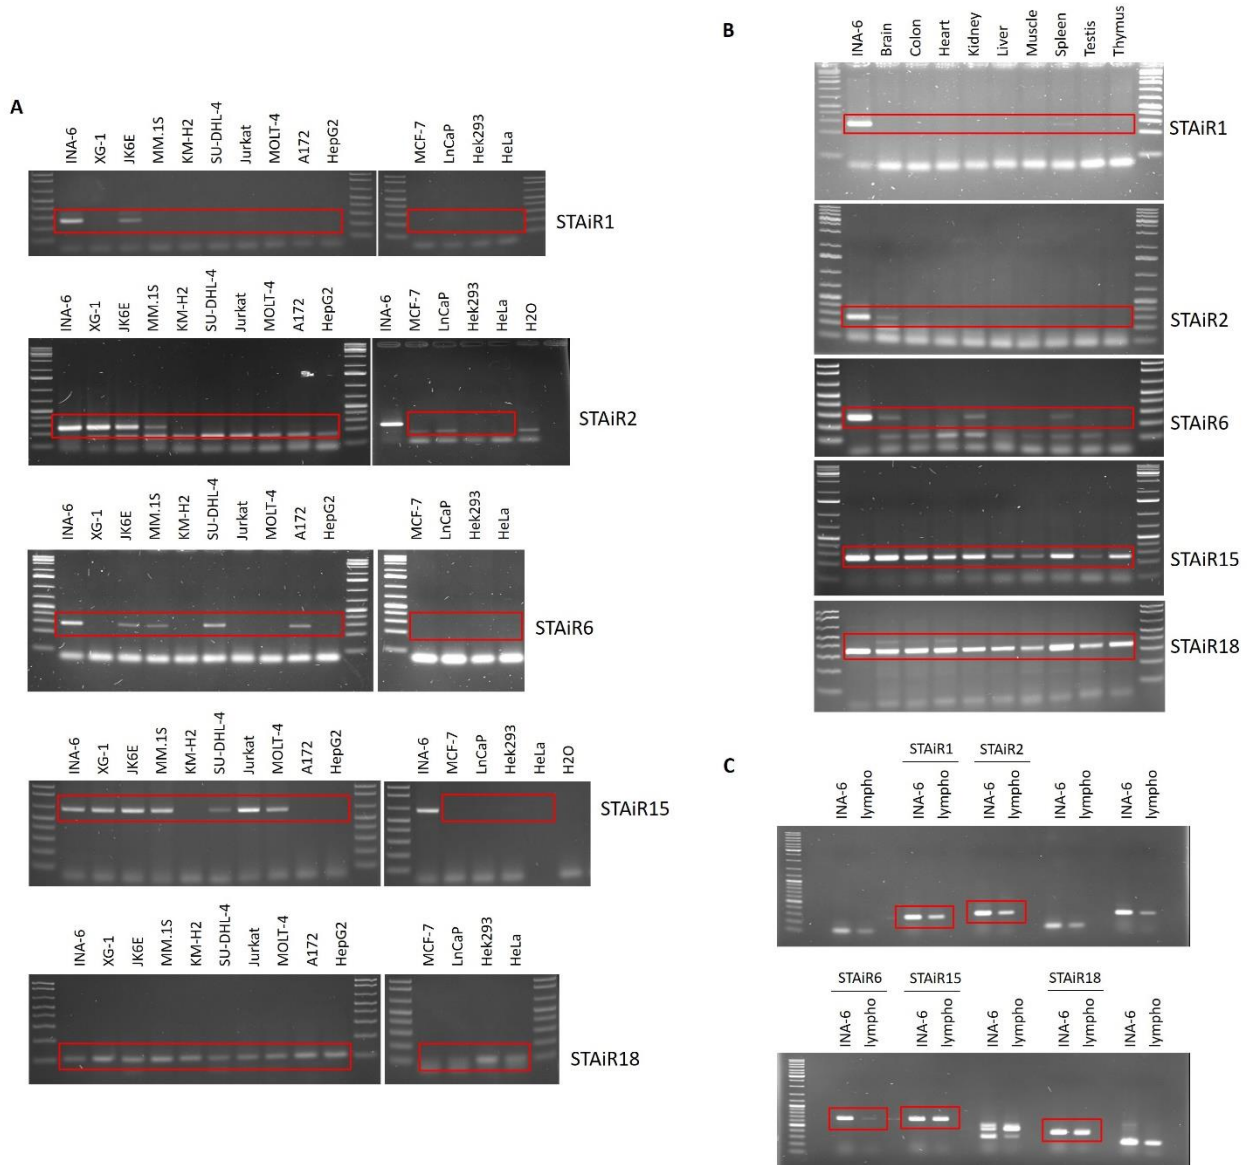 A
INA-6 XG-1 JK6E MM.1S KM-H2 SU-DHL-4 Jurkat MOLT-4 A172 HepG2 MCF-7 LnCaP Hek293 HeLa
STAiR1
INA-6 XG-1 JK6E MM.1S KM-H2 SU-DHL-4 Jurkat MOLT-4 A172 HepG2 INA-6 MCF-7 LnCaP Hek293 HeLa H2O
STAiR2
INA-6 XG-1 JK6E MM.1S KM-H2 SU-DHL-4 Jurkat MOLT-4 A172 HepG2 MCF-7 LnCaP Hek293 HeLa
STAiR6
INA-6 XG-1 JK6E MM.1S KM-H2 SU-DHL-4 Jurkat MOLT-4 A172 HepG2 INA-6 MCF-7 LnCaP Hek293 HeLa H2O
STAiR15
INA-6 XG-1 JK6E MM.1S KM-H2 SU-DHL-4 Jurkat MOLT-4 A172 HepG2 MCF-7 LnCaP Hek293 HeLa
STAiR18
B
INA-6 Brain Colon Heart Kidney Liver Muscle Spleen Testis Thymus
STAiR1
STAiR2
STAiR6
STAiR15
STAiR18
C
STAiR1 STAiR2
INA-6 lympho INA-6 lympho INA-6 lympho INA-6 lympho INA-6 lympho
STAiR6 STAiR15 STAiR18
INA-6 lympho INA-6 lympho INA-6 lympho INA-6 lympho INA-6 lympho